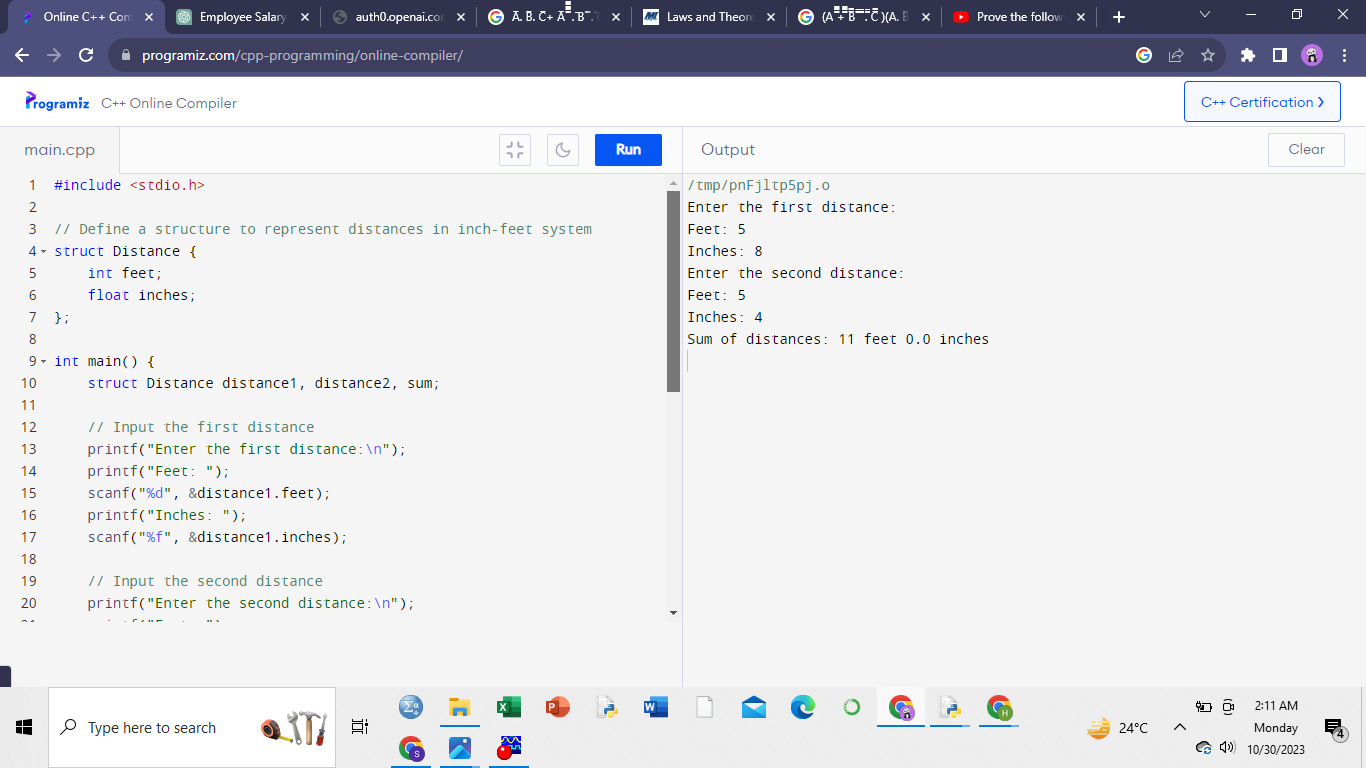 Online C++ Com
Employee Salary
auth0.openai.com
Laws and Theore
Prove the follow
programiz.com/cpp-programming/online-compiler/
Programiz C++ Online Compiler
C++ Certification >
main.cpp
Run
Output
Clear
1 #include <stdio.h>
2
3 // Define a structure to represent distances in inch-feet system
4 struct Distance {
5 int feet;
6 float inches;
7 };
8
9 int main() {
10 struct Distance distance1, distance2, sum;
11
12 // Input the first distance
13 printf("Enter the first distance:\n");
14 printf("Feet: ");
15 scanf("%d", &distance1.feet);
16 printf("Inches: ");
17 scanf("%f", &distance1.inches);
18
19 // Input the second distance
20 printf("Enter the second distance:\n");
/tmp/pnFjltp5pj.o
Enter the first distance:
Feet: 5
Inches: 8
Enter the second distance:
Feet: 5
Inches: 4
Sum of distances: 11 feet 0.0 inches
Type here to search
24°C
2:11 AM
Monday
10/30/2023
4